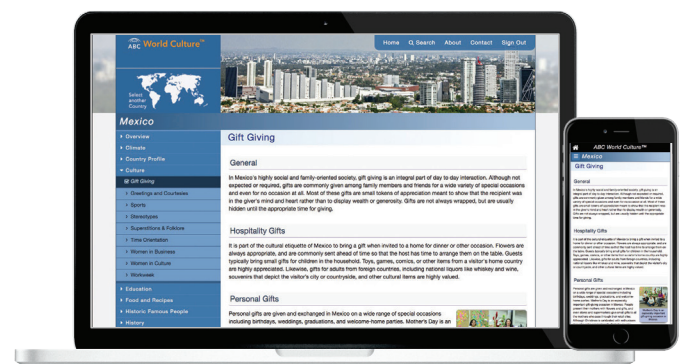 ABC World Culture™
Home Search About Contact Sign Out
Select
another
Country
Mexico
Overview
Climate
Country Profile
Culture
Gift Giving
Greetings and Courtesies
Sports
Stereotypes
Superstitions & Folklore
Time Orientation
Women in Business
Women in Culture
Workweek
Education
Food and Recipes
Historic Famous People
History
Gift Giving
General
In Mexico's highly social and family-oriented society, gift giving is an integral part of day to day interaction. Although not
expected or required, gifts are commonly given among family members and friends for a wide variety of special occasions
and even for no occasion at all. Most of these gifts are small tokens of appreciation meant to show that the recipient was
in the giver's mind and heart rather than to display wealth or generosity. Gifts are not always wrapped, but are usually
hidden until the appropriate time for giving.
Hospitality Gifts
It is part of the cultural etiquette of Mexico to bring a gift when invited to a home for dinner or other occasion. Flowers are
always appropriate, and are commonly sent ahead of time so that the host has time to arrange them on the table. Guests
typically bring small gifts for children in the household. Toys, games, comics, or other items from a visitor's home country
are highly appreciated. Likewise, gifts for adults from foreign countries, including national liquors like whiskey and wine,
souvenirs that depict the visitor's city or countryside, and other cultural items are highly valued.
Personal Gifts
Personal gifts are given and exchanged in Mexico on a wide range of special occasions
including birthdays, weddings, graduations, and welcome-home parties. Mother's Day is an
ABC World Culture™
Mexico
Gift Giving
General
Hospitality Gifts
Personal Gifts